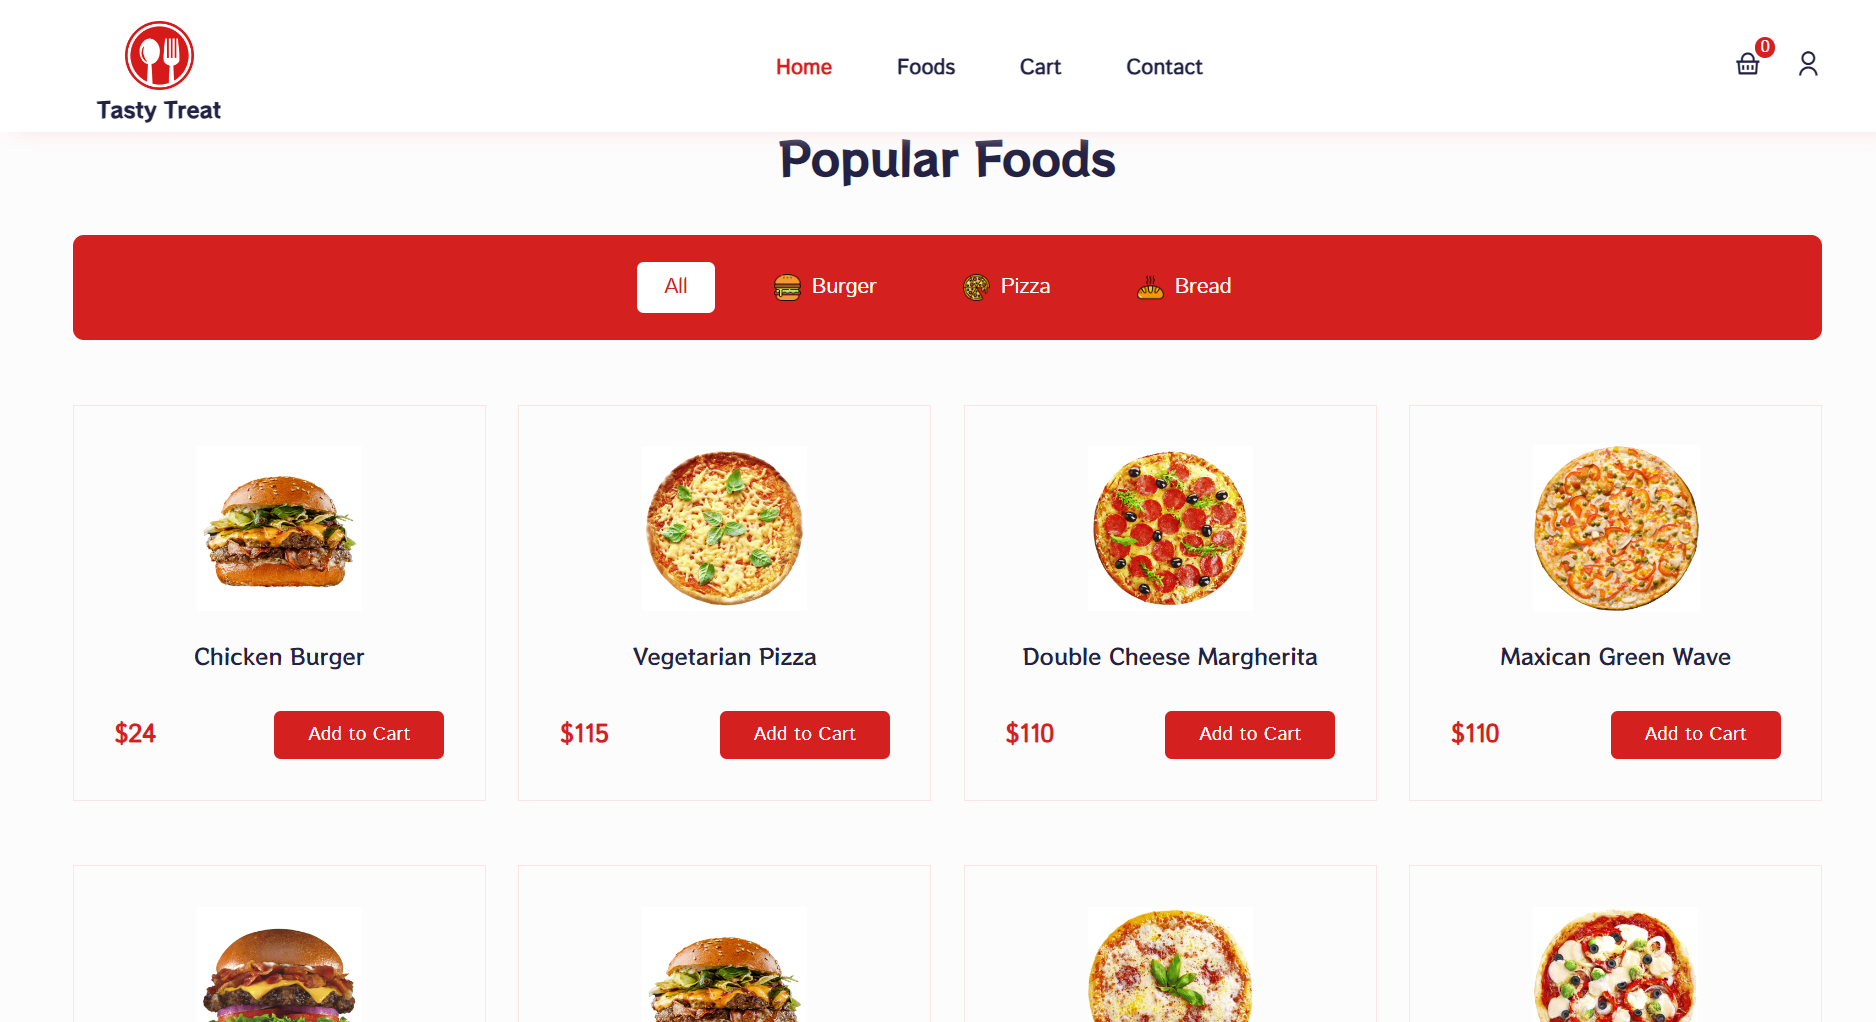 Tasty Treat
Home Foods Cart Contact
0
Popular Foods
All Burger Pizza Bread
Chicken Burger
$24 Add to Cart
Vegetarian Pizza
$115 Add to Cart
Double Cheese Margherita
$110 Add to Cart
Maxican Green Wave
$110 Add to Cart